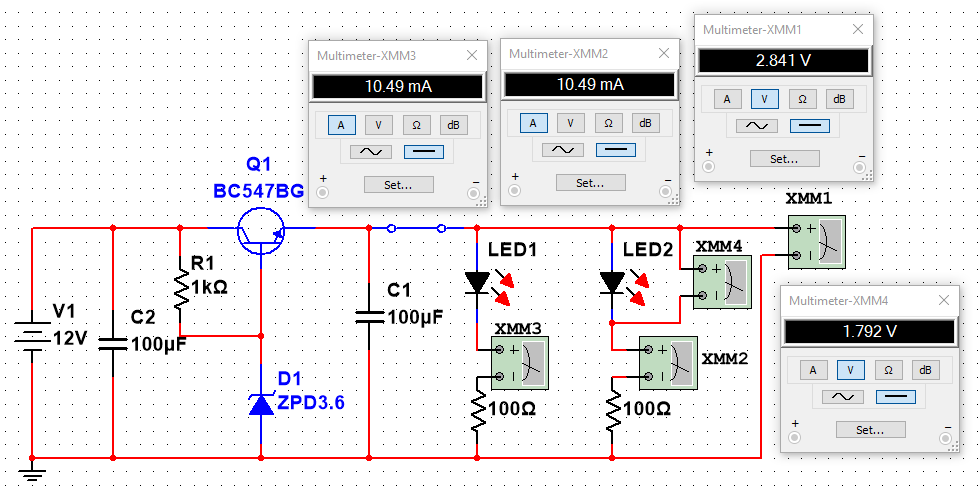 Multimeter-XMM3
10.49 mA
A V Ω dB
Set...
+ −
Multimeter-XMM2
10.49 mA
A V Ω dB
Set...
+ −
Multimeter-XMM1
2.841 V
A V Ω dB
Set...
+ −
Q1
BC547BG
XMM1
+
R1
1kΩ
LED1
LED2
XMM4
+
V1
12V
C2
100µF
C1
100µF
XMM3
+
XMM2
+
D1
ZPD3.6
100Ω
100Ω
Multimeter-XMM4
1.792 V
A V Ω dB
Set...
+ −